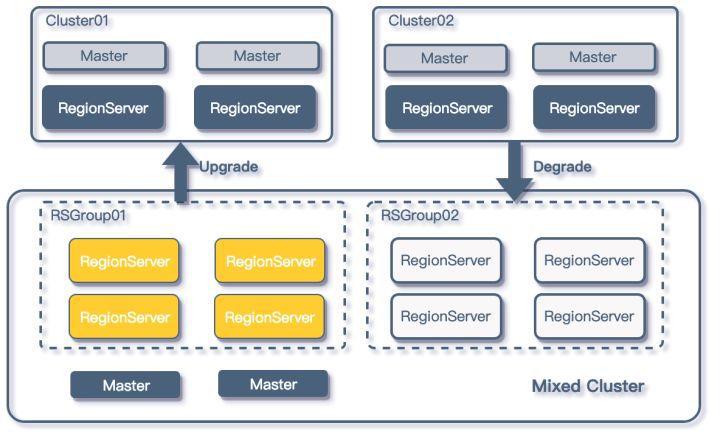 Cluster01
Master
Master
RegionServer
RegionServer
Cluster02
Master
Master
RegionServer
RegionServer
Upgrade
Degrade
RSGroup01
RegionServer
RegionServer
RegionServer
RegionServer
RSGroup02
RegionServer
RegionServer
RegionServer
RegionServer
Master
Master
Mixed Cluster